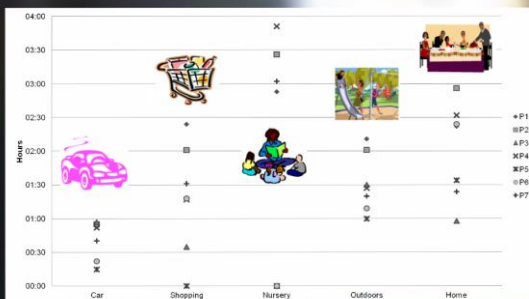 04:00
03:30
03:00
02:30
02:00
01:30
01:00
00:30
00:00
Hours
Car Shopping Nursery Outdoors Home
P1
P2
P3
P4
P5
P6
P7